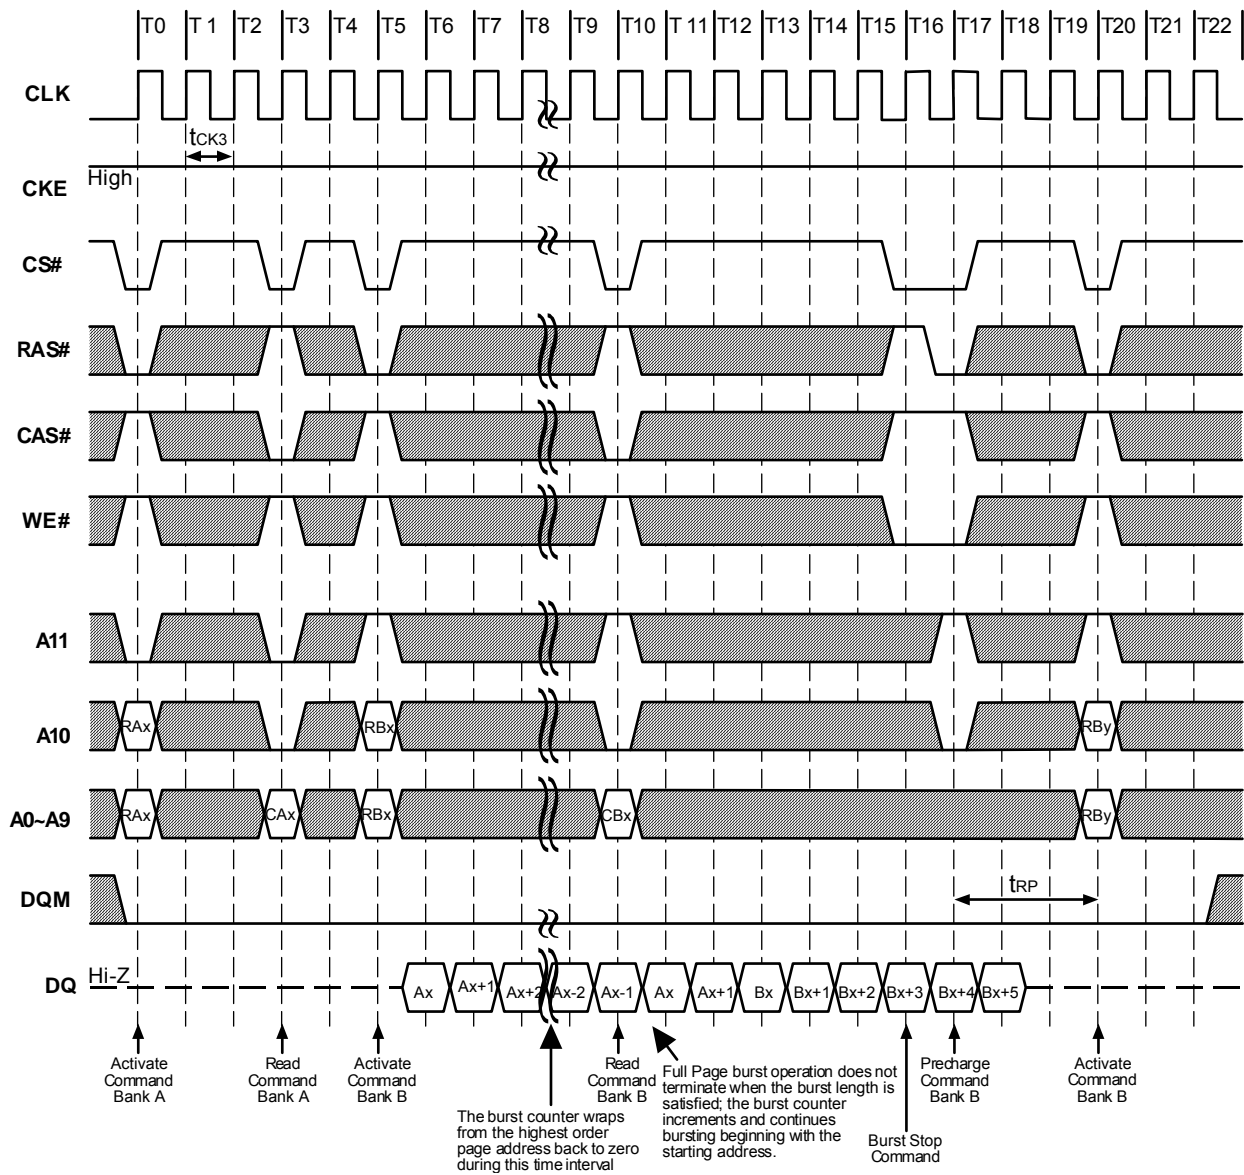 T0 T 1 T2 T3 T4 T5 T6 T7 T8 T9 T10 T 11 T12 T13 T14 T15 T16 T17 T18 T19 T20 T21 T22
CLK
tCK3
High
CKE
CS#
RAS#
CAS#
WE#
A11
A10
RAx RBx RBy
A0~A9
RAx CAx RBx CBx RBy
DQM
tRP
DQ
Hi-Z
Ax Ax+1 Ax+2 Ax-2 Ax-1 Ax Ax+1 Bx Bx+1 Bx+2 Bx+3 Bx+4 Bx+5
Activate
Command
Bank A
Read
Command
Bank A
Activate
Command
Bank B
The burst counter wraps
from the highest order
page address back to zero
during this time interval
Read
Command
Bank B
Full Page burst operation does not
terminate when the burst length is
satisfied; the burst counter
increments and continues
bursting beginning with the
starting address.
Burst Stop
Command
Precharge
Command
Bank B
Activate
Command
Bank B